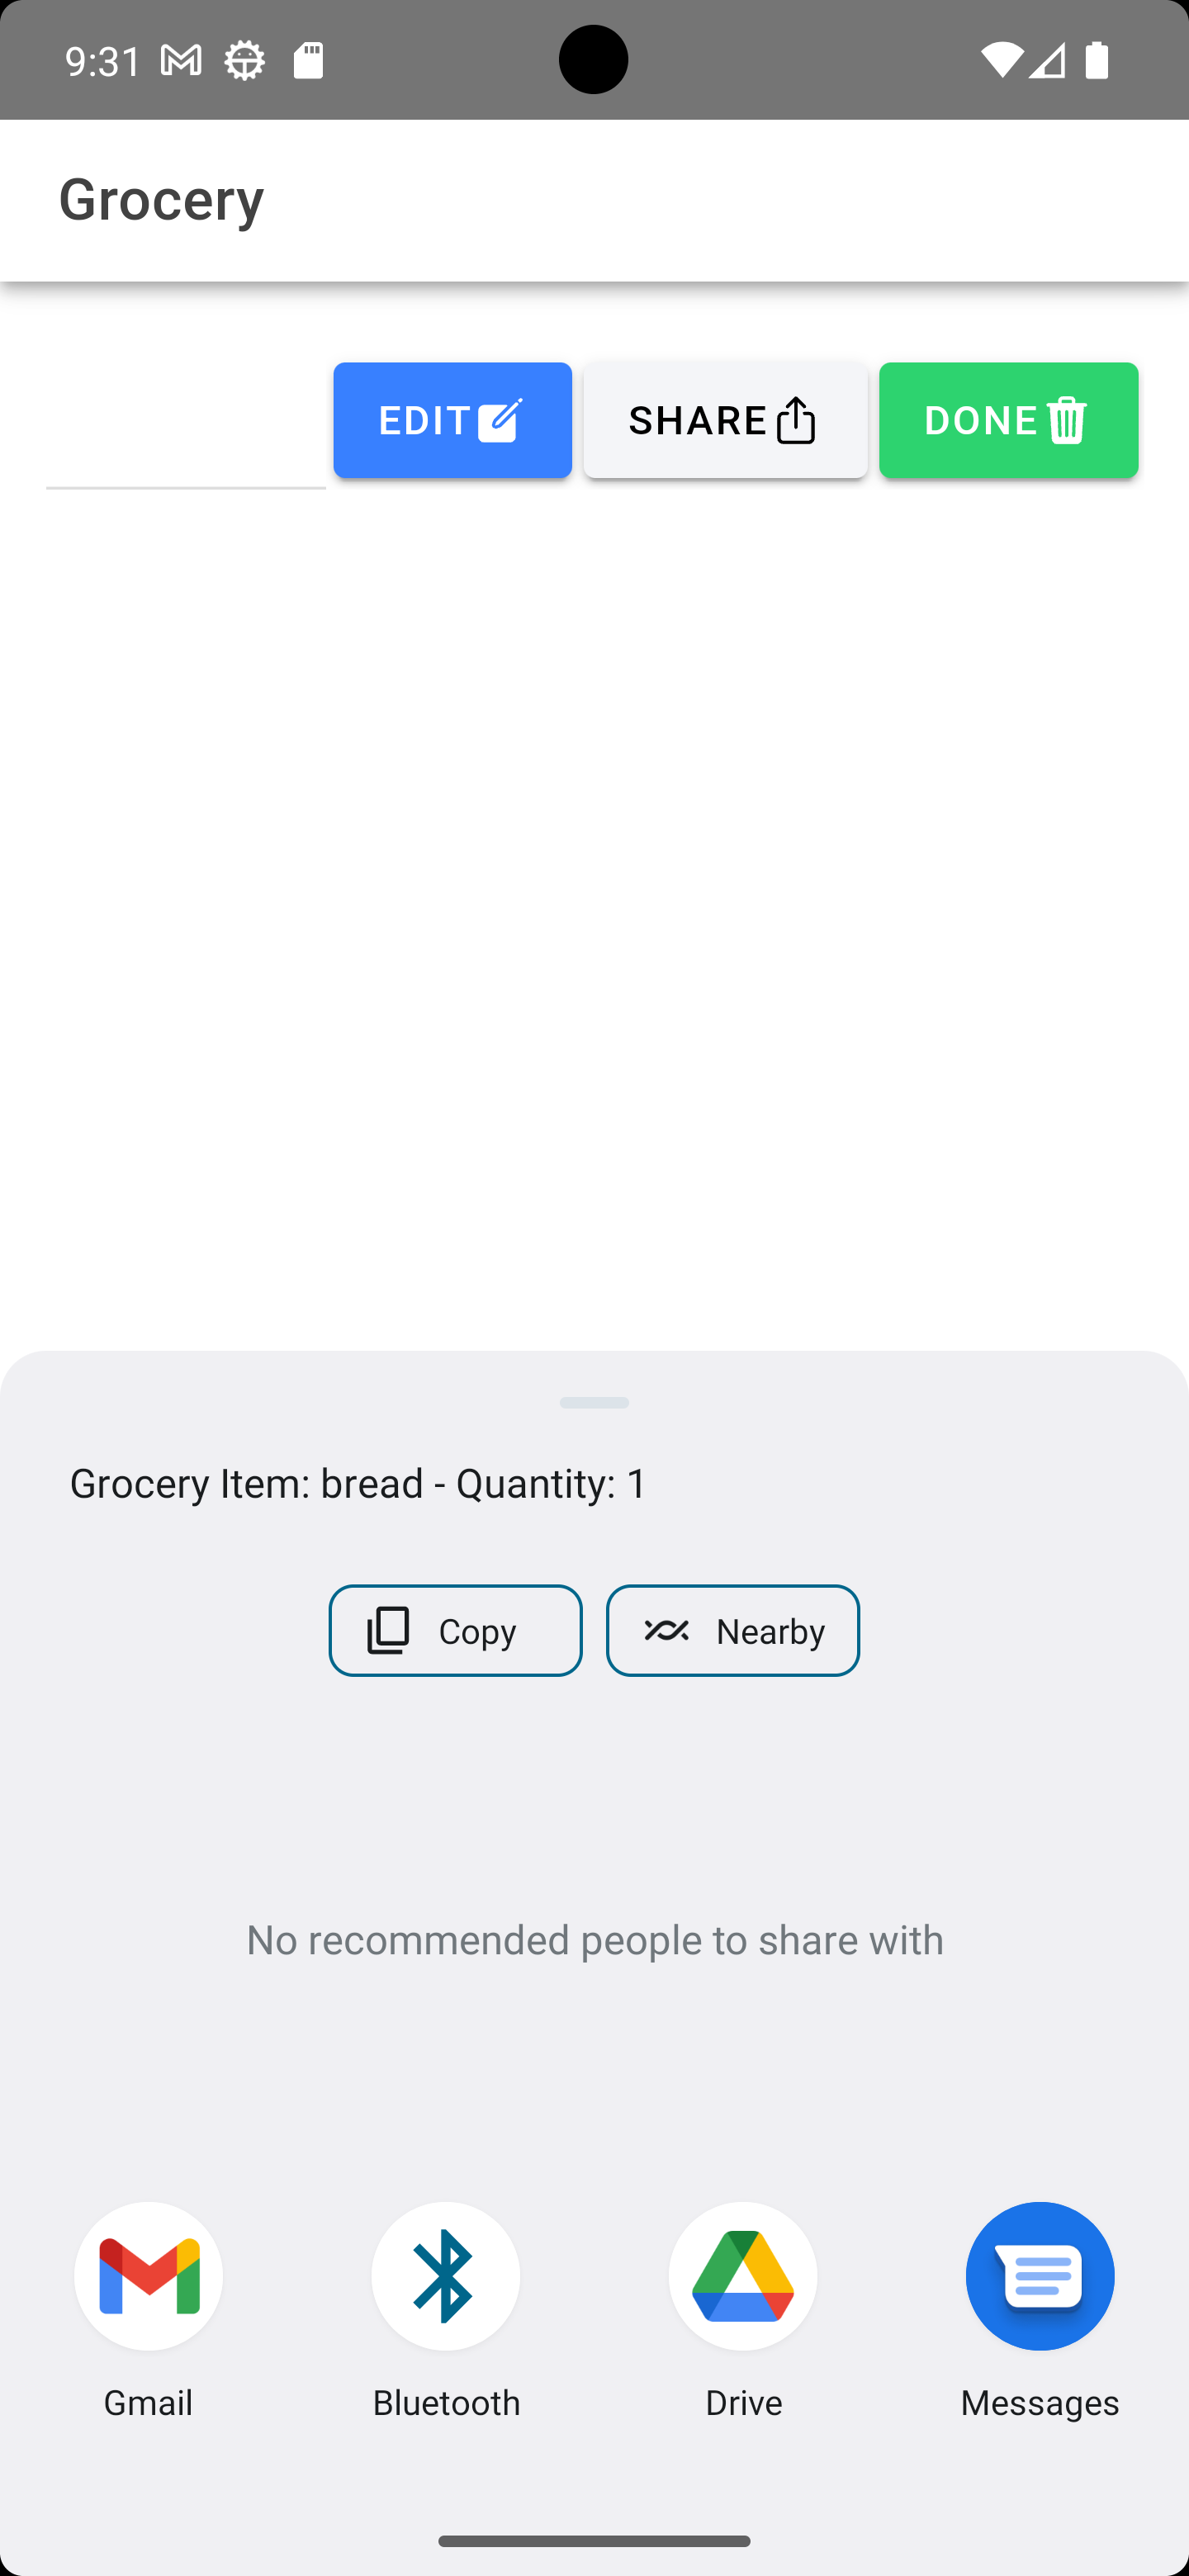 9:31
Grocery
EDIT SHARE DONE
Grocery Item: bread - Quantity: 1
Copy Nearby
No recommended people to share with
Gmail Bluetooth Drive Messages